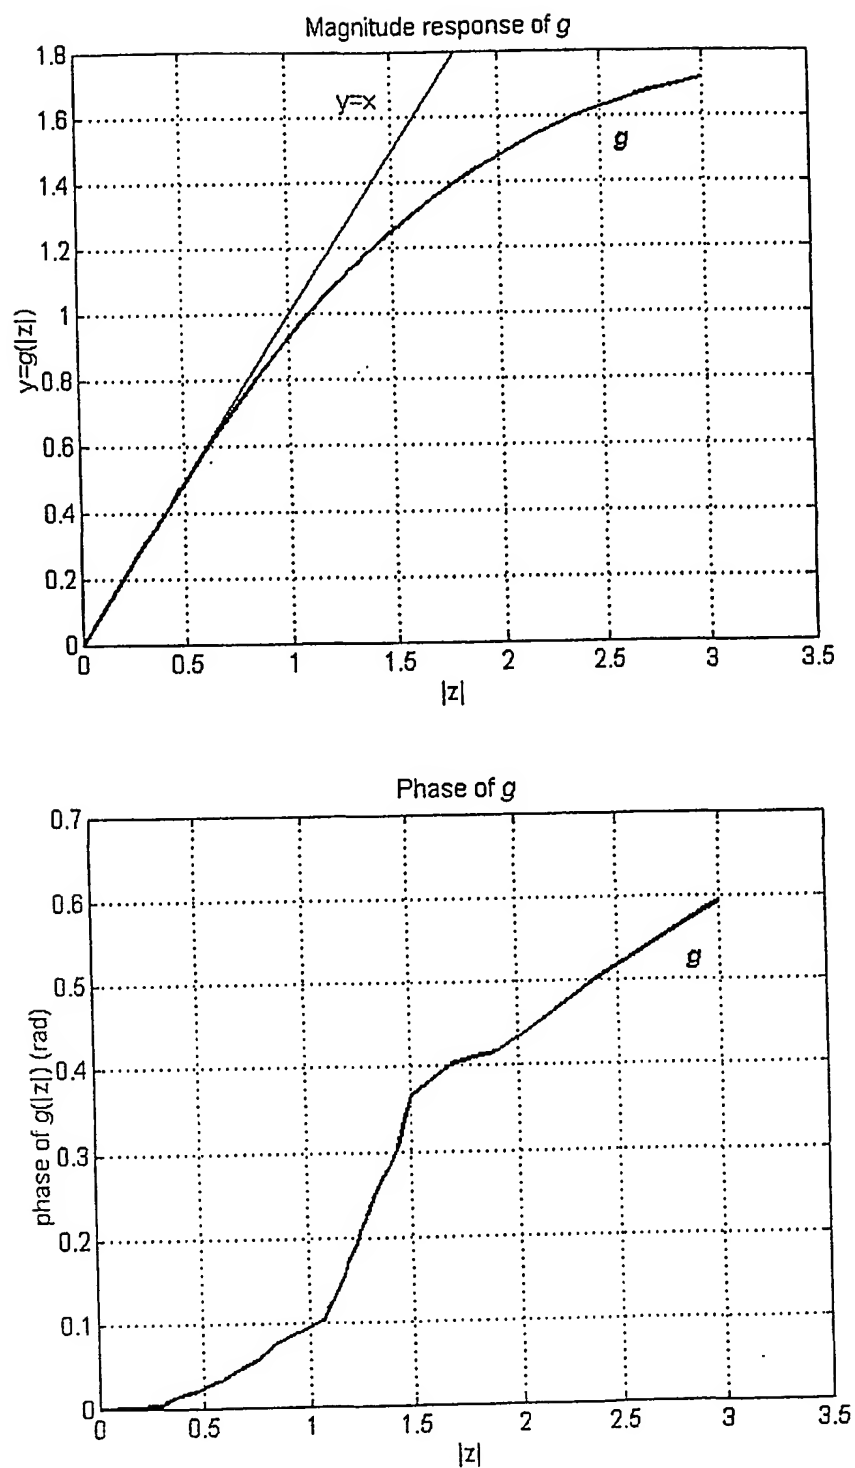 Magnitude response of g
1.8
y=x
1.6
g
1.4
1.2
1
y=g(|z|)
0.8
0.6
0.4
0.2
0
0 0.5 1 1.5 2 2.5 3 3.5
|z|
Phase of g
0.7
0.6
g
0.5
phase of g(|z|) (rad)
0.4
0.3
0.2
0.1
0
0 0.5 1 1.5 2 2.5 3 3.5
|z|